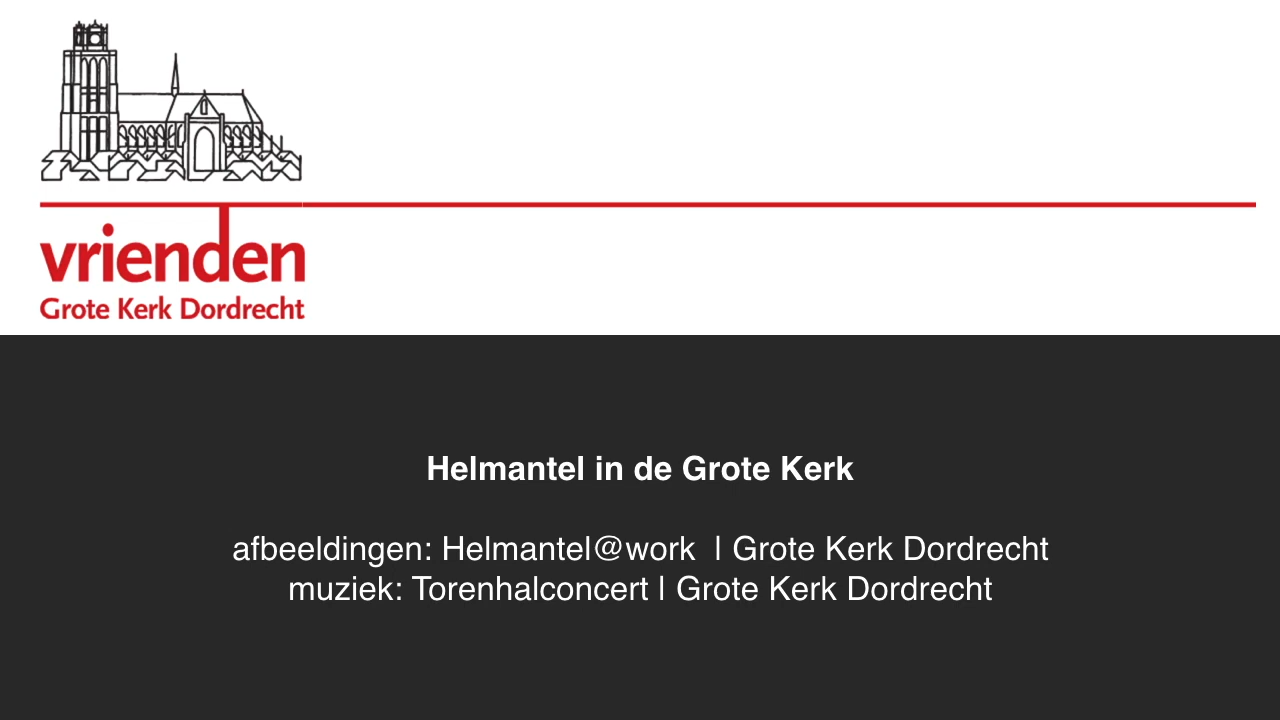 vrienden
Grote Kerk Dordrecht
Helmantel in de Grote Kerk
afbeeldingen: Helmantel@work | Grote Kerk Dordrecht
muziek: Torenhalconcert | Grote Kerk Dordrecht